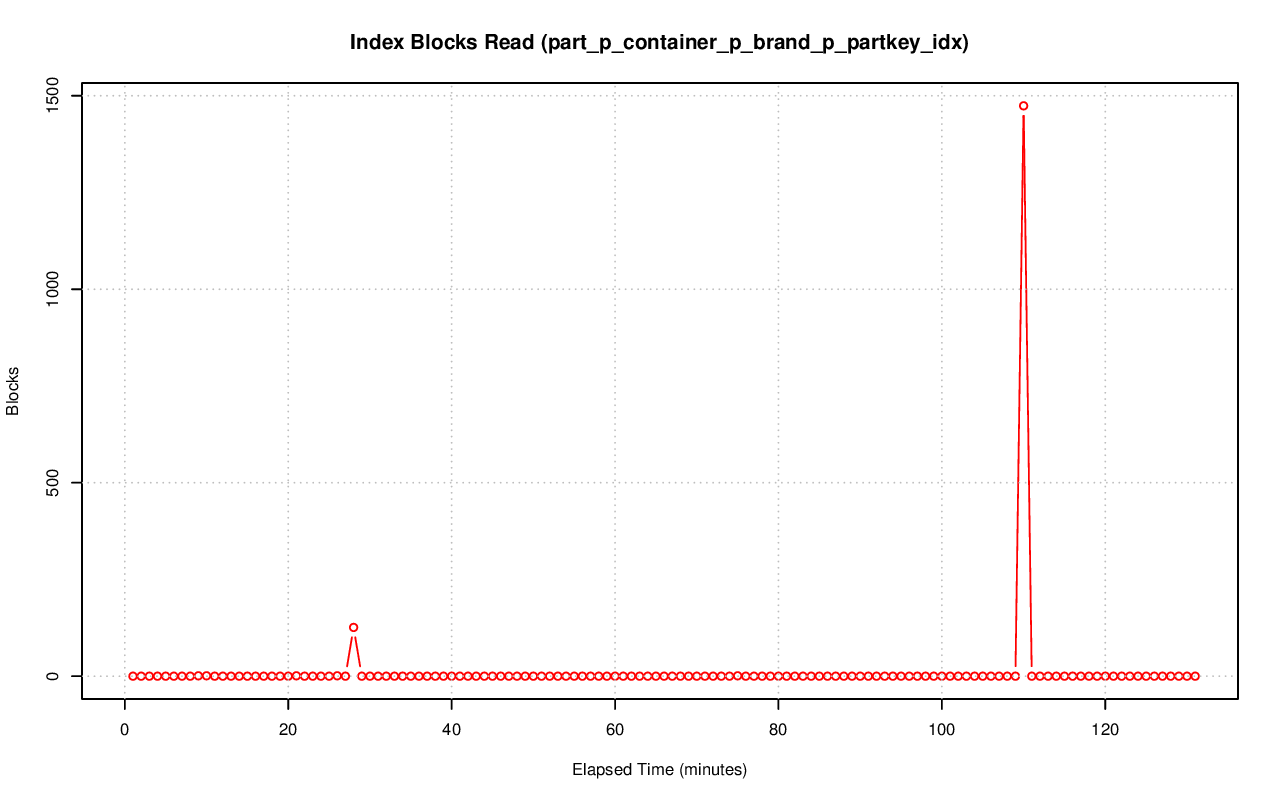 Index Blocks Read (part_p_container_p_brand_p_partkey_idx)
1500
1000
500
0
Blocks
0 20 40 60 80 100 120
Elapsed Time (minutes)